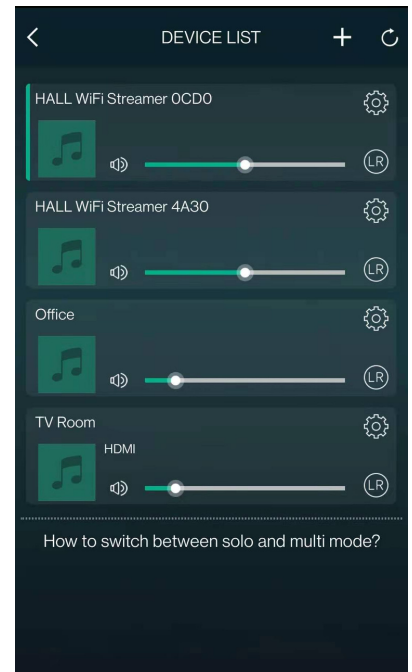 DEVICE LIST
HALL WiFi Streamer 0CD0
LR
HALL WiFi Streamer 4A30
LR
Office
LR
TV Room
HDMI
LR
How to switch between solo and multi mode?